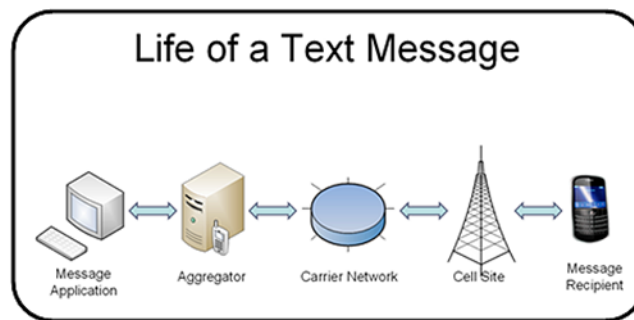 Life of a Text Message
Message
Application
Aggregator
Carrier Network
Cell Site
Message
Recipient